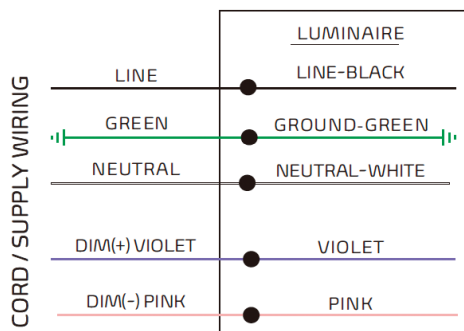 LUMINAIRE
LINE
LINE-BLACK
GREEN
GROUND-GREEN
NEUTRAL
NEUTRAL-WHITE
DIM(+) VIOLET
VIOLET
DIM(-) PINK
PINK
CORD / SUPPLY WIRING